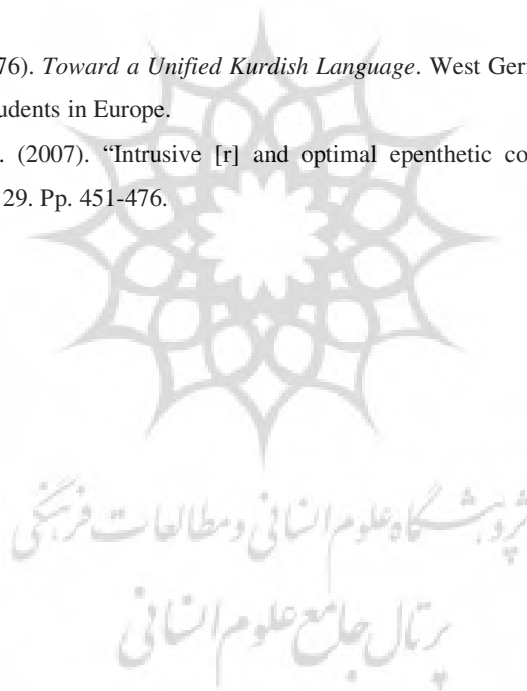 76). Toward a Unified Kurdish Language. West Ger
udents in Europe.
. (2007). “Intrusive [r] and optimal epenthetic co
29. Pp. 451-476.
پژوهشگاه علوم انسانی و مطالعات فرهنگی
پرتال جامع علوم انسانی